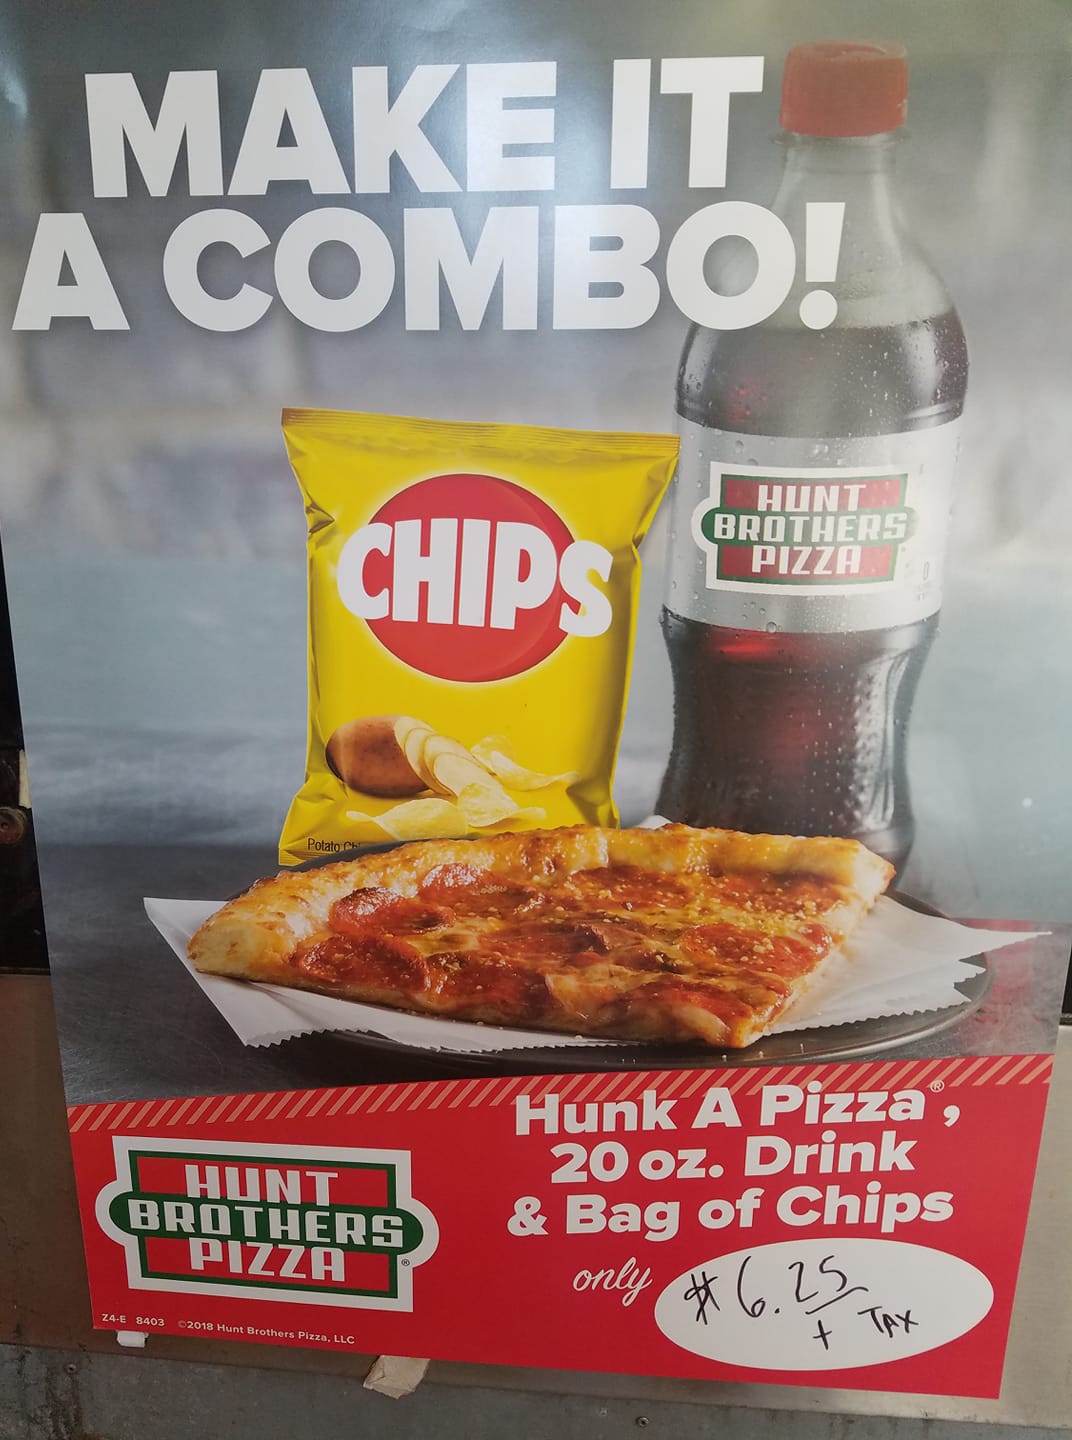 MAKE IT
A COMBO!
CHIPS
HUNT
BROTHERS
PIZZA
Potato Ch
Hunk A Pizza®,
20 oz. Drink
& Bag of Chips
only $6.25
+ TAX
HUNT
BROTHERS
PIZZA®
Z4-E 8403 ©2018 Hunt Brothers Pizza, LLC